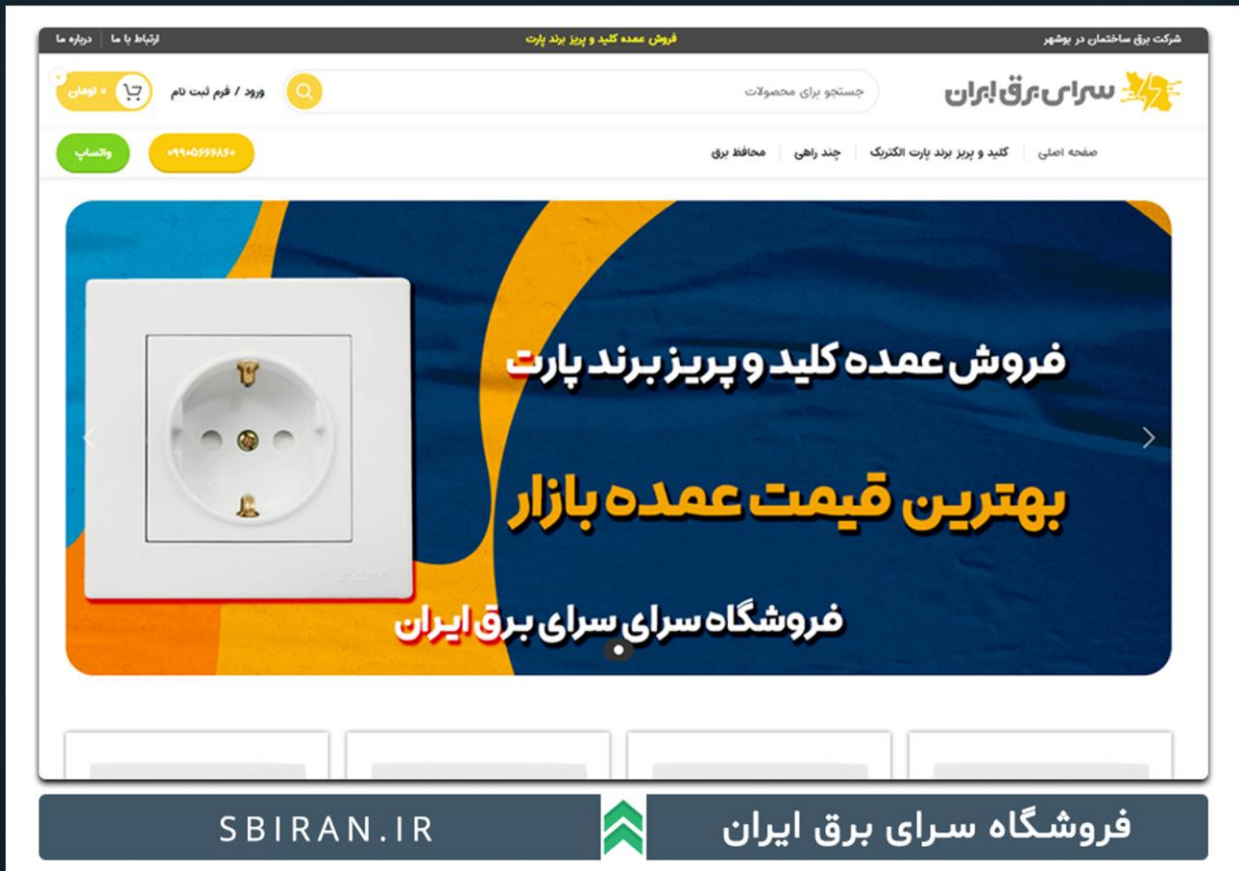 شرکت برق ساختمان در بوشهر
فروش عمده کلید و پریز برند پارت
ارتباط با ما
درباره ما
سرای برق ایران
جستجو برای محصولات
ورود / فرم ثبت نام
۰ تومان
۰
صفحه اصلی
کلید و پریز برند پارت الکتریک
چند راهی
محافظ برق
۰۹۹۰۵۶۶۶۸۶۰
واتساپ
فروش عمده کلید و پریز برند پارت
بهترین قیمت عمده بازار
فروشگاه سرای سرای برق ایران
Part
فروشگاه سرای برق ایران
SBIRAN.IR